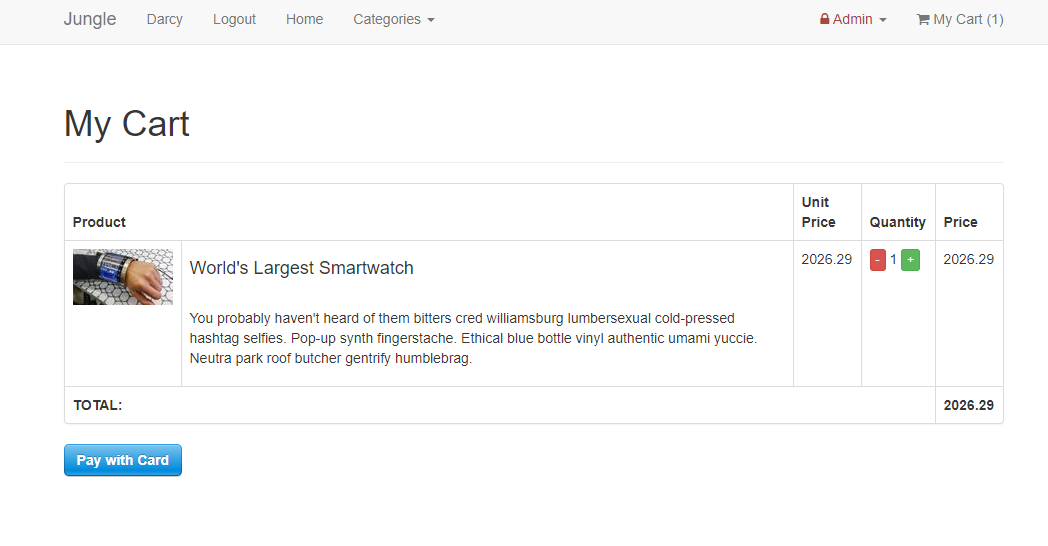 Jungle Darcy Logout Home Categories Admin My Cart (1)
My Cart
Product Unit Price Quantity Price
World's Largest Smartwatch 2026.29 - 1 + 2026.29
You probably haven't heard of them bitters cred williamsburg lumbersexual cold-pressed
hashtag selfies. Pop-up synth fingerstache. Ethical blue bottle vinyl authentic umami yuccie.
Neutra park roof butcher gentrify humblebrag.
TOTAL: 2026.29
Pay with Card